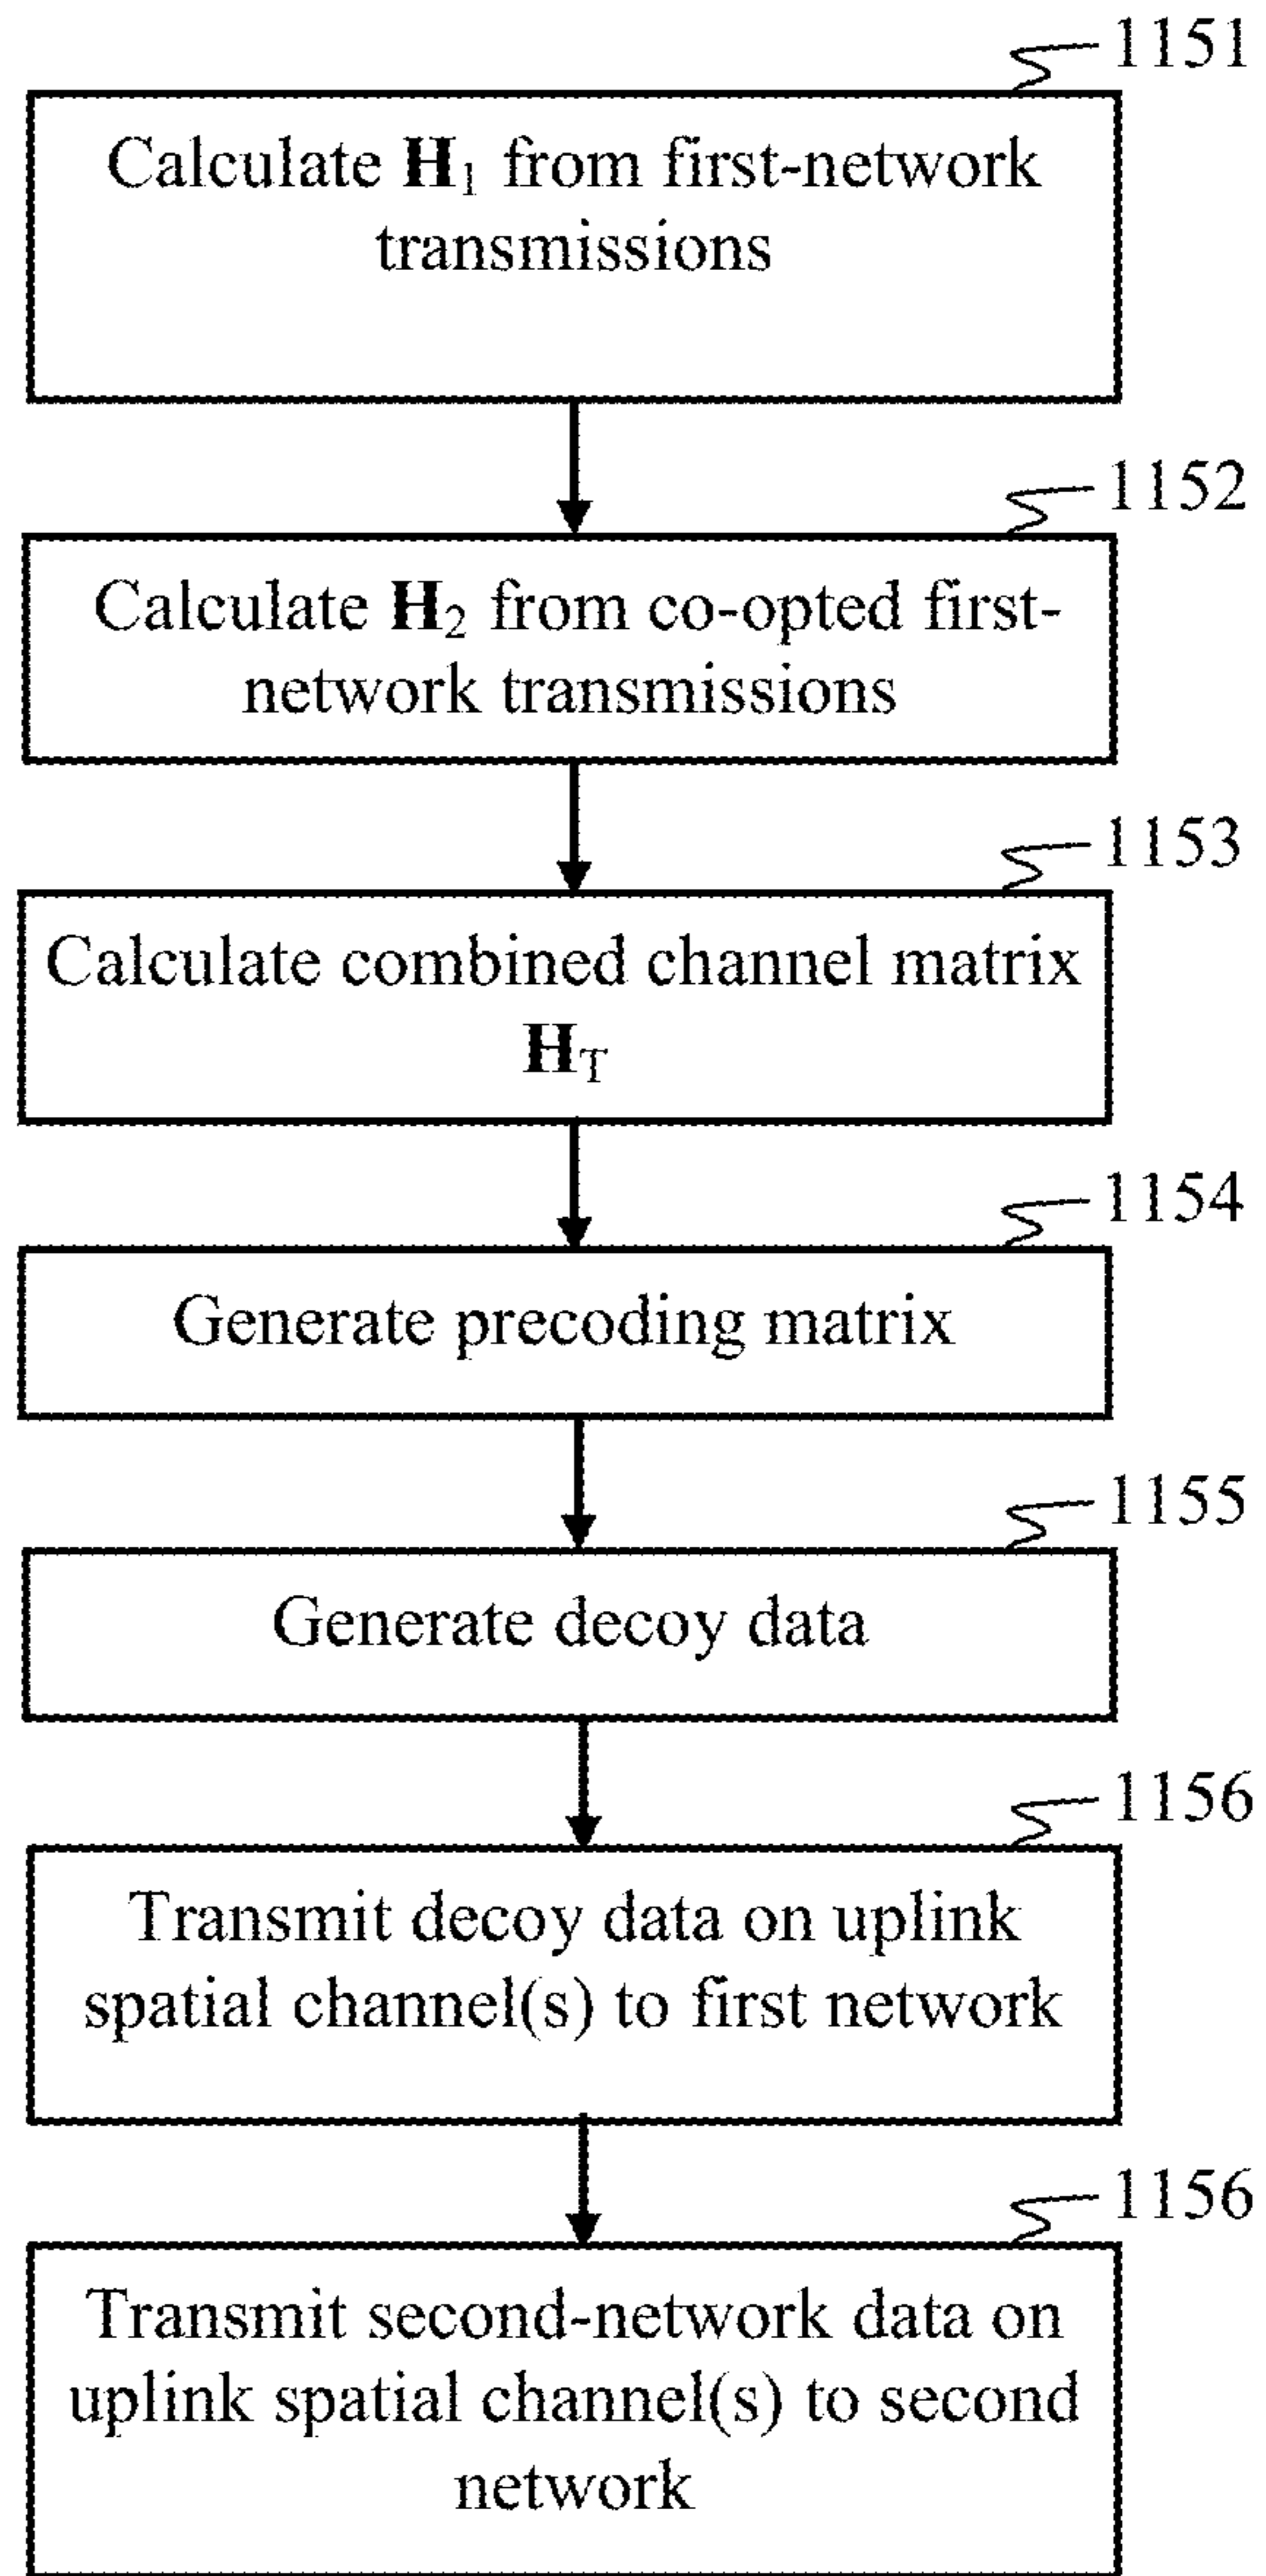 1151
Calculate H₁ from first-network
transmissions
1152
Calculate H₂ from co-opted first-
network transmissions
1153
Calculate combined channel matrix
H_T
1154
Generate precoding matrix
1155
Generate decoy data
1156
Transmit decoy data on uplink
spatial channel(s) to first network
1156
Transmit second-network data on
uplink spatial channel(s) to second
network